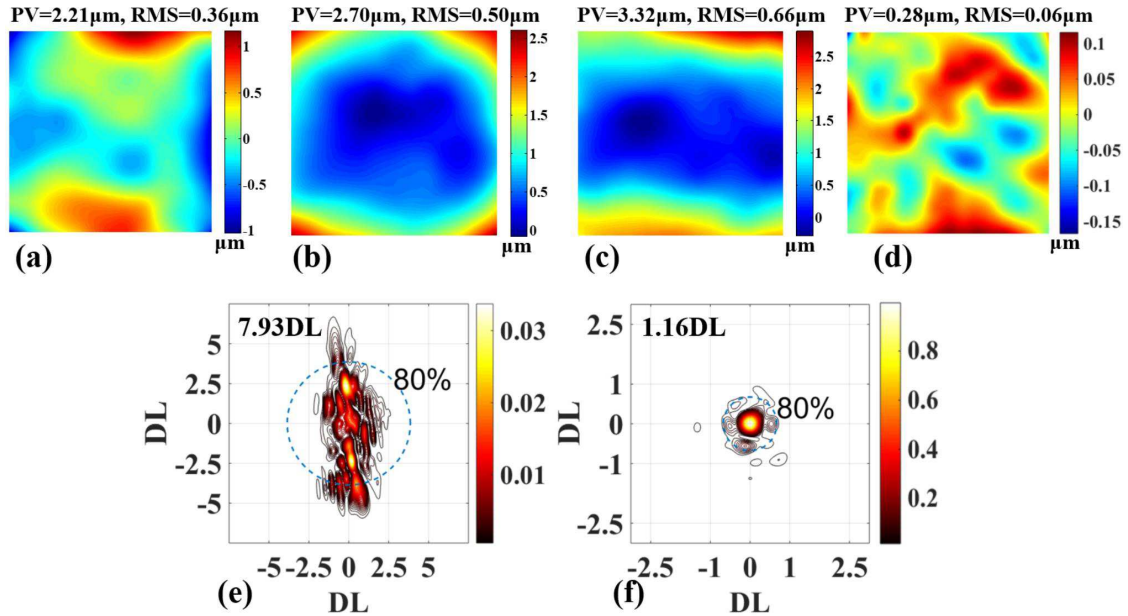 PV=2.21µm, RMS=0.36µm
PV=2.70µm, RMS=0.50µm
PV=3.32µm, RMS=0.66µm
PV=0.28µm, RMS=0.06µm
1
0.5
0
-0.5
-1
µm
(a)
2.5
2
1.5
1
0.5
0
µm
(b)
2.5
2
1.5
1
0.5
0
µm
(c)
0.1
0.05
0
-0.05
-0.1
-0.15
µm
(d)
7.93DL
80%
5
2.5
0
-2.5
-5
DL
-5
-2.5
0
2.5
5
DL
0.03
0.02
0.01
(e)
1.16DL
80%
2.5
1
0
-1
-2.5
DL
-2.5
-1
0
1
2.5
DL
0.8
0.6
0.4
0.2
(f)